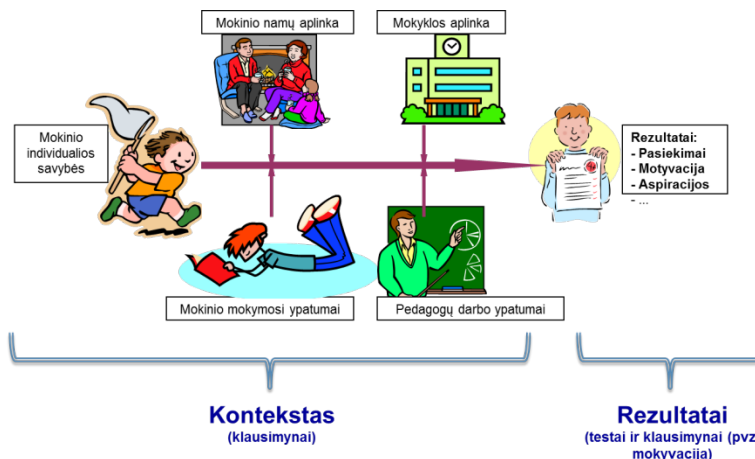 Mokinio namų aplinka
Mokyklos aplinka
Mokinio
individualios
savybės
Rezultatai:
- Pasiekimai
- Motyvacija
- Aspiracijos
- ...
Mokinio mokymosi ypatumai
Pedagogų darbo ypatumai
Kontekstas
(klausimynai)
Rezultatai
(testai ir klausimynai (pvz
mokyvacija)